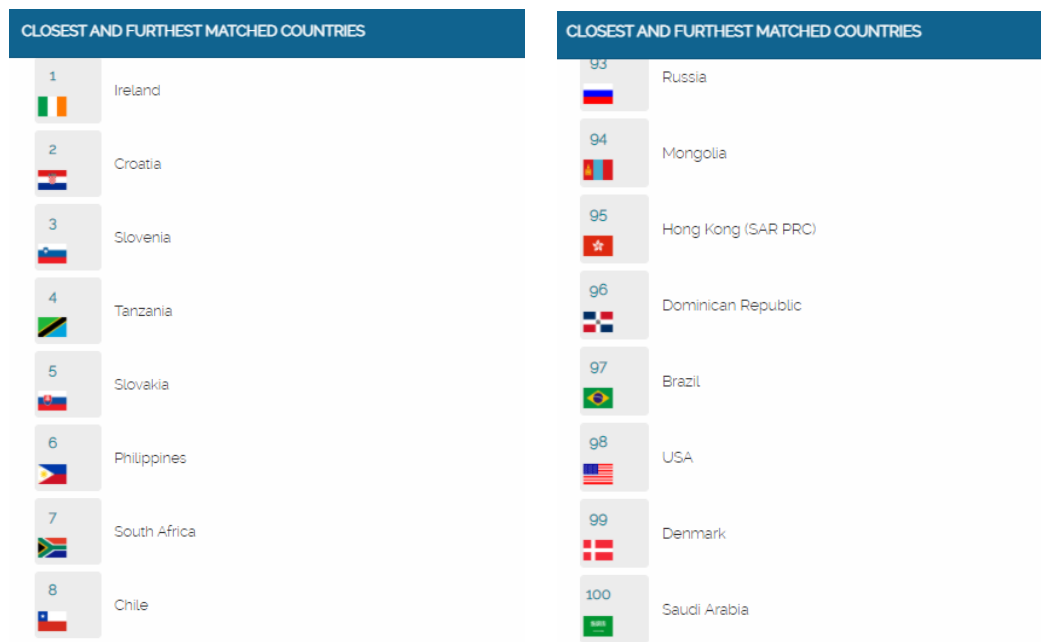 CLOSEST AND FURTHEST MATCHED COUNTRIES
1
Ireland
2
Croatia
3
Slovenia
4
Tanzania
5
Slovakia
6
Philippines
7
South Africa
8
Chile
CLOSEST AND FURTHEST MATCHED COUNTRIES
93
Russia
94
Mongolia
95
Hong Kong (SAR PRC)
96
Dominican Republic
97
Brazil
98
USA
99
Denmark
100
Saudi Arabia